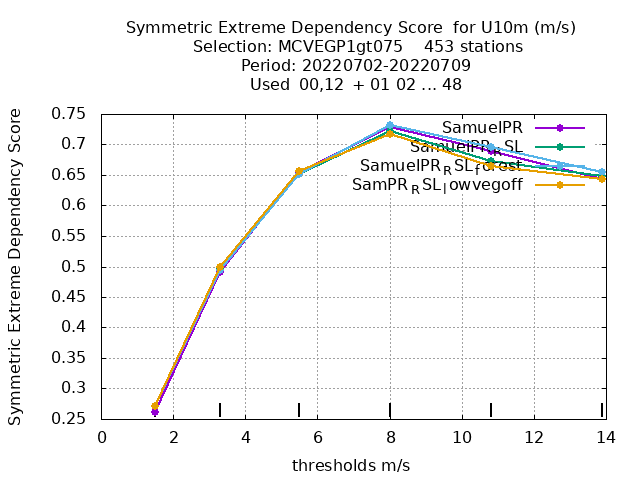 Symmetric Extreme Dependency Score  for U10m (m/s)
Selection: MCVEGP1gt075    453 stations
Period: 20220702-20220709
Used  00,12  + 01 02 ... 48
Symmetric Extreme Dependency Score
0.75
0.7
0.65
0.6
0.55
0.5
0.45
0.4
0.35
0.3
0.25
SamuelPR
SamuelPR_RSL
SamuelPR_RSL_forost
SamPR_RSL_lowvegoff
0 2 4 6 8 10 12 14
thresholds m/s